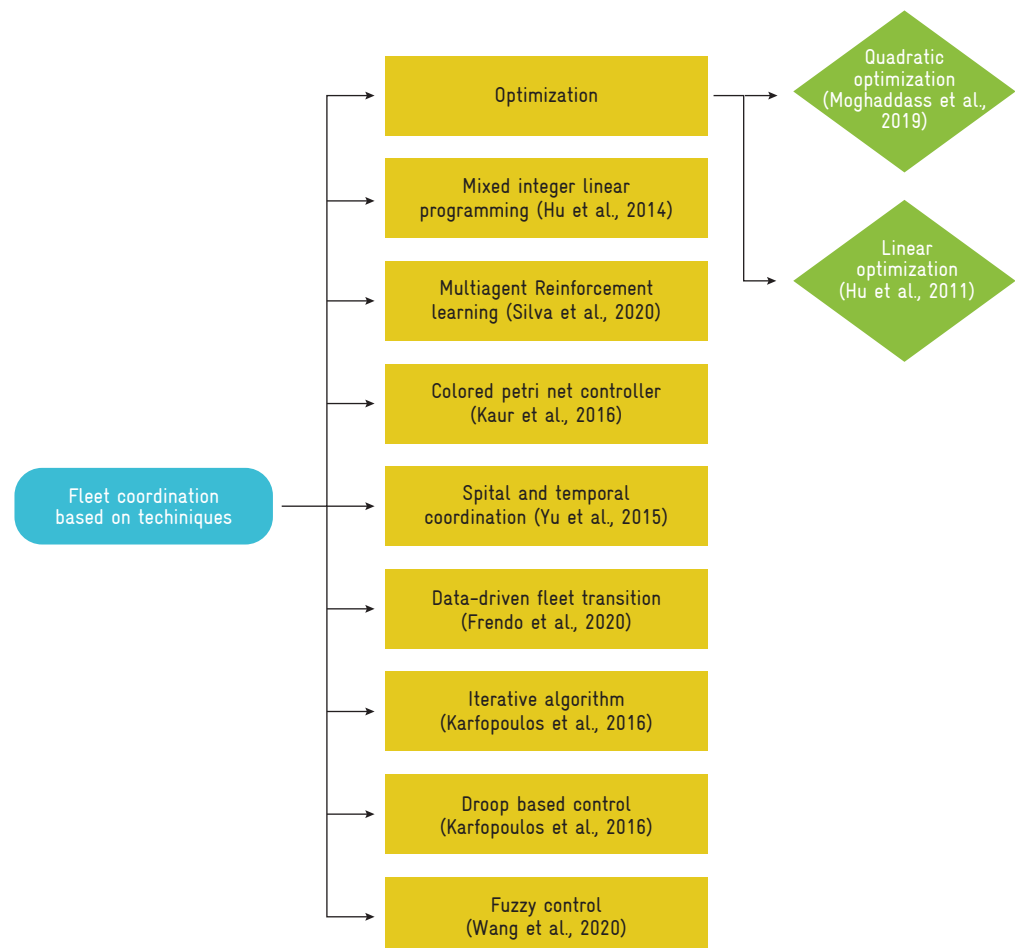 Optimization
Quadratic
optimization
(Moghaddass et al.,
2019)
Mixed integer linear
programming (Hu et al., 2014)
Linear
optimization
(Hu et al., 2011)
Multiagent Reinforcement
learning (Silva et al., 2020)
Colored petri net controller
(Kaur et al., 2016)
Fleet coordination
based on techiniques
Spital and temporal
coordination (Yu et al., 2015)
Data-driven fleet transition
(Frendo et al., 2020)
Iterative algorithm
(Karfopoulos et al., 2016)
Droop based control
(Karfopoulos et al., 2016)
Fuzzy control
(Wang et al., 2020)